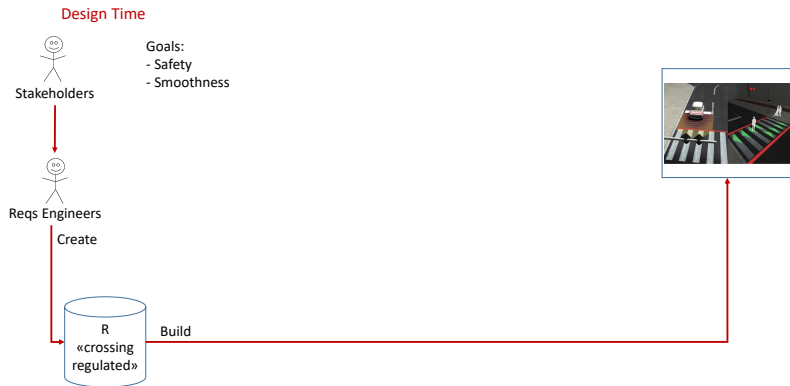 Design Time
Goals:
- Safety
- Smoothness
Stakeholders
Reqs Engineers
Create
R
«crossing
regulated»
Build